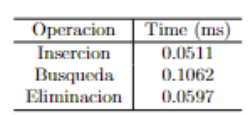 Operacion Time (ms)
Insercion 0.0511
Busqueda 0.1062
Eliminacion 0.0597